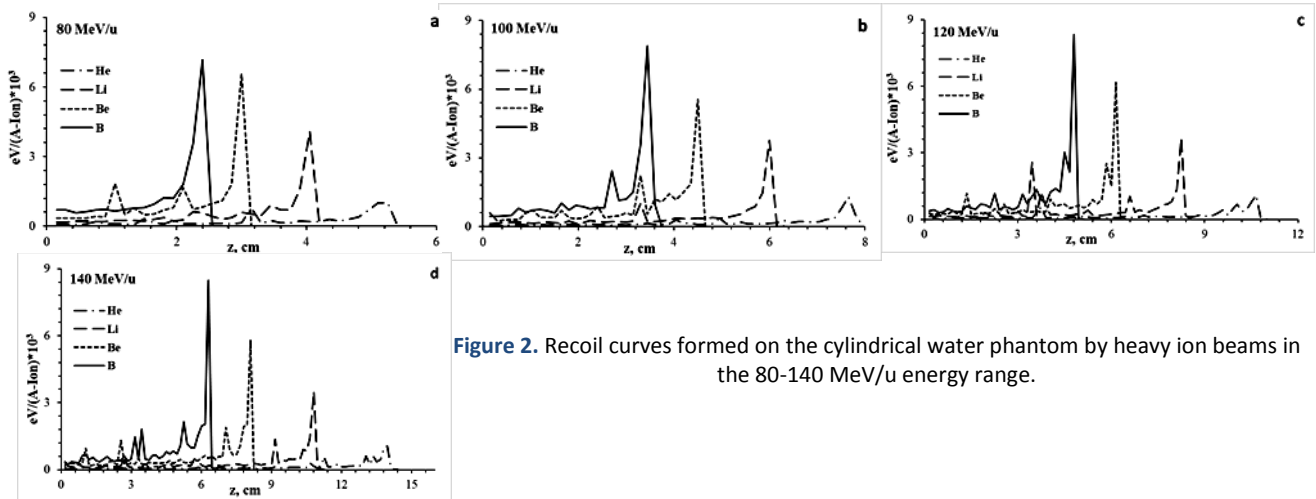 80 MeV/u
a
He
Li
Be
B
eV/(A-Ion)*10³
9
6
3
0
0 2 4 6
z, cm
100 MeV/u
b
He
Li
Be
B
eV/(A-Ion)*10³
9
6
3
0
0 2 4 6 8
z, cm
120 MeV/u
c
He
Li
Be
B
eV/(A-Ion)*10³
9
6
3
0
0 3 6 9 12
z, cm
140 MeV/u
d
He
Li
Be
B
eV/(A-Ion)*10³
9
6
3
0
0 3 6 9 12 15
z, cm
Figure 2. Recoil curves formed on the cylindrical water phantom by heavy ion beams in
the 80-140 MeV/u energy range.